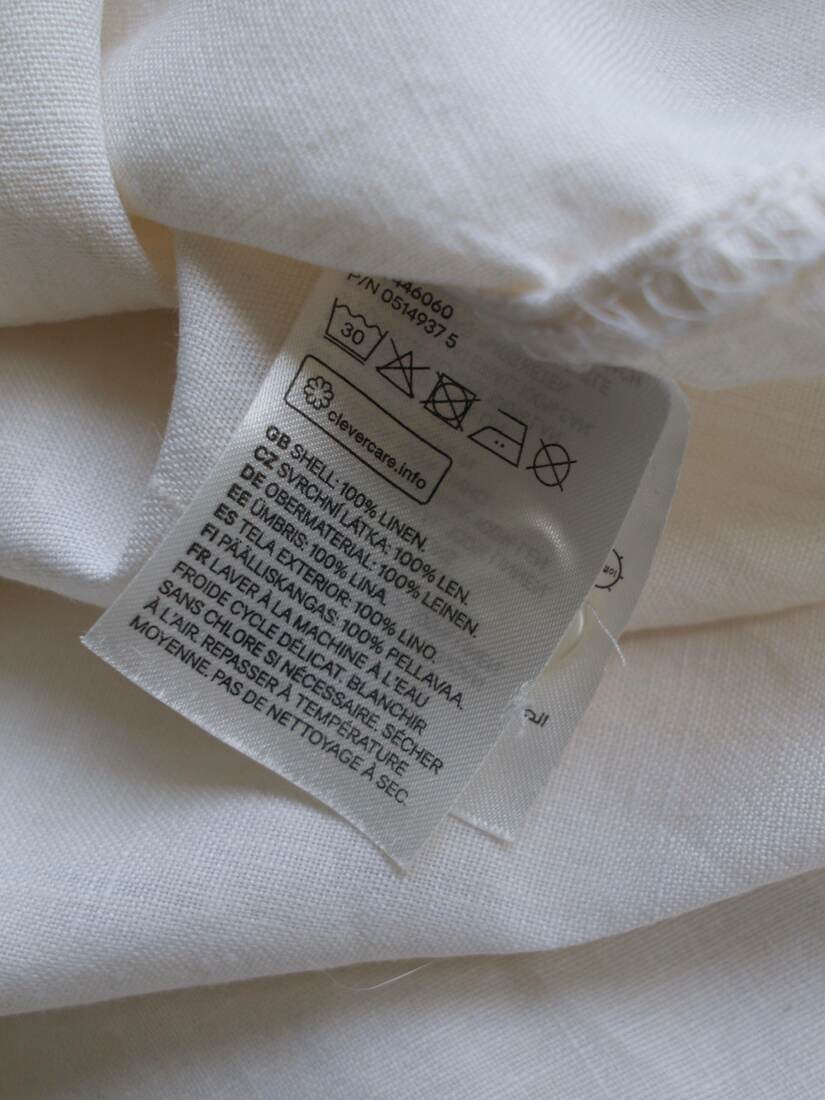 446060
P/N 0514937 5
30
clevercare.info
GB SHELL: 100% LINEN.
CZ SVRCHNÍ LÁTKA: 100% LEN.
DE OBERMATERIAL: 100% LEINEN.
EE ÜMBRIS: 100% LINA.
ES TELA EXTERIOR: 100% LINO.
FI PÄÄLLISKANGAS: 100% PELLAVAA.
FR LAVER À LA MACHINE À L'EAU
FROIDE CYCLE DÉLICAT. BLANCHIR
SANS CHLORE SI NÉCESSAIRE. SÉCHER
À L'AIR. REPASSER À TEMPÉRATURE
MOYENNE. PAS DE NETTOYAGE À SEC.